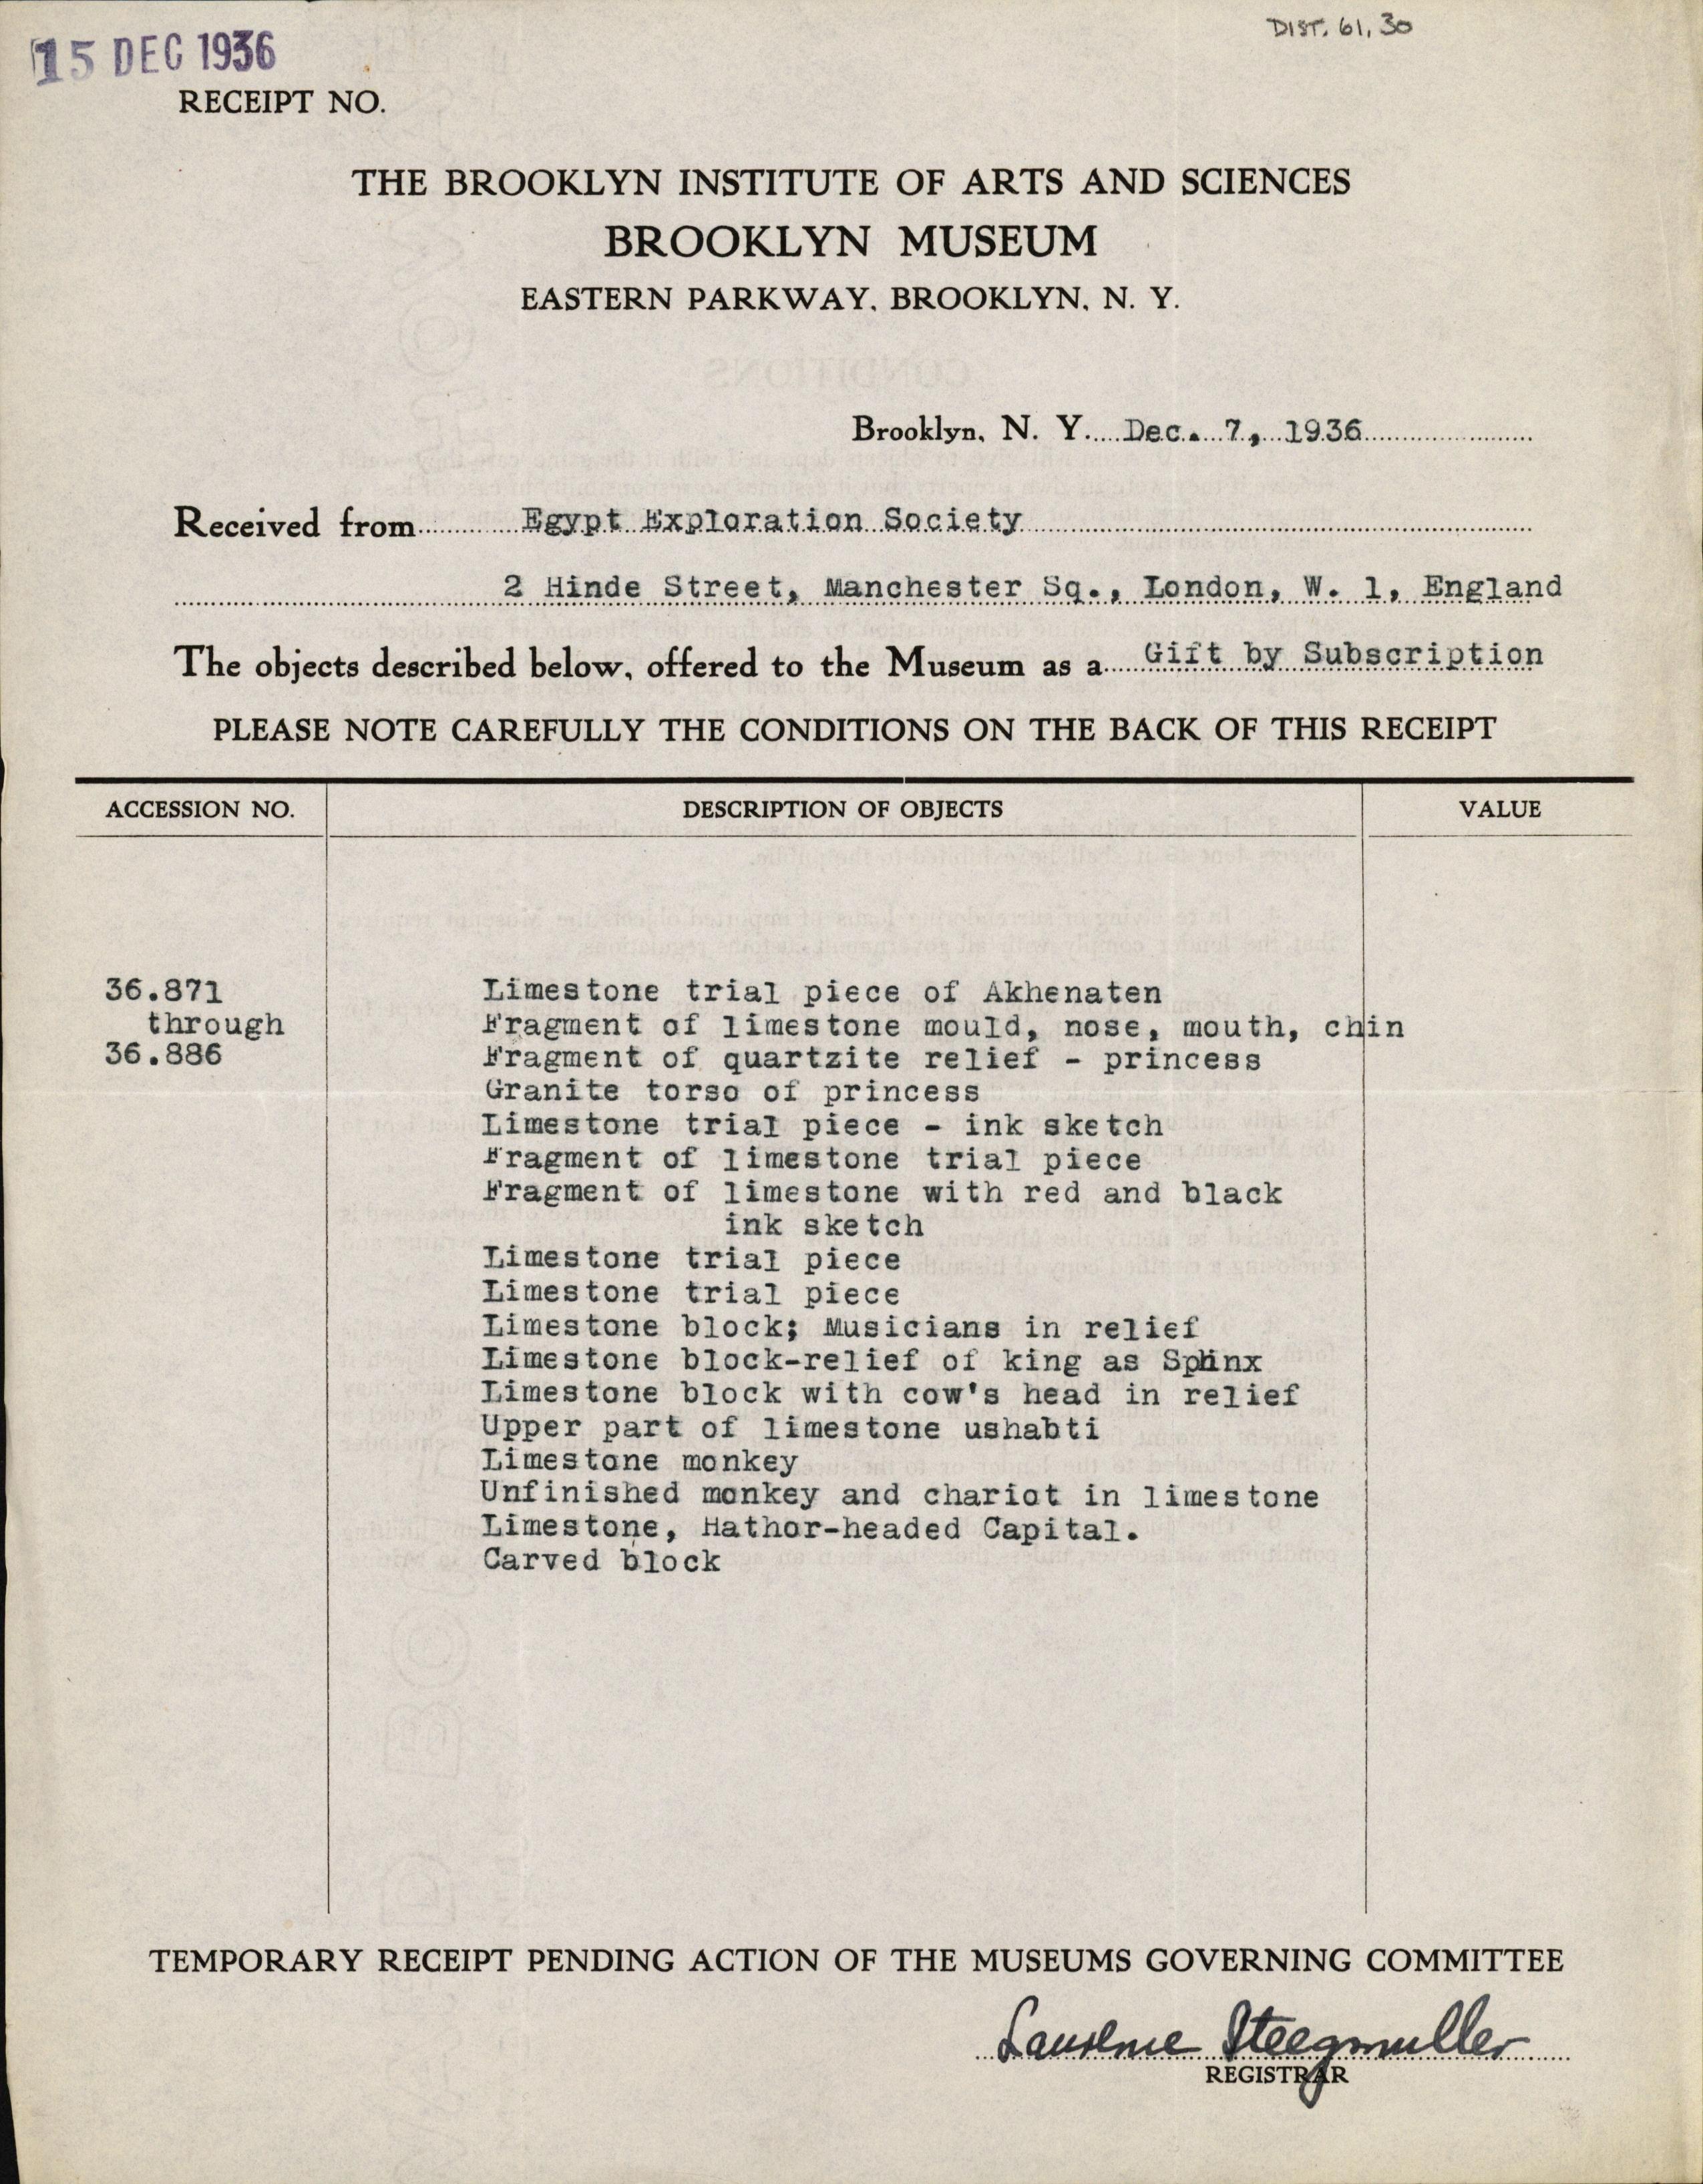 DIST. 61.30
15 DEC 1936
RECEIPT NO.
THE BROOKLYN INSTITUTE OF ARTS AND SCIENCES
BROOKLYN MUSEUM
EASTERN PARKWAY, BROOKLYN, N. Y.
Brooklyn, N. Y. Dec. 7, 1936
Received from Egypt Exploration Society
2 Hinde Street, Manchester Sq., London, W. 1, England
The objects described below, offered to the Museum as a Gift by Subscription
PLEASE NOTE CAREFULLY THE CONDITIONS ON THE BACK OF THIS RECEIPT
ACCESSION NO. DESCRIPTION OF OBJECTS VALUE
36.871 Limestone trial piece of Akhenaten
through Fragment of limestone mould, nose, mouth, chin
36.886 Fragment of quartzite relief - princess
Granite torso of princess
Limestone trial piece - ink sketch
Fragment of limestone trial piece
Fragment of limestone with red and black
ink sketch
Limestone trial piece
Limestone trial piece
Limestone block; Musicians in relief
Limestone block-relief of king as Sphinx
Limestone block with cow's head in relief
Upper part of limestone ushabti
Limestone monkey
Unfinished monkey and chariot in limestone
Limestone, Hathor-headed Capital.
Carved block
TEMPORARY RECEIPT PENDING ACTION OF THE MUSEUMS GOVERNING COMMITTEE
Steegmuller
REGISTRAR